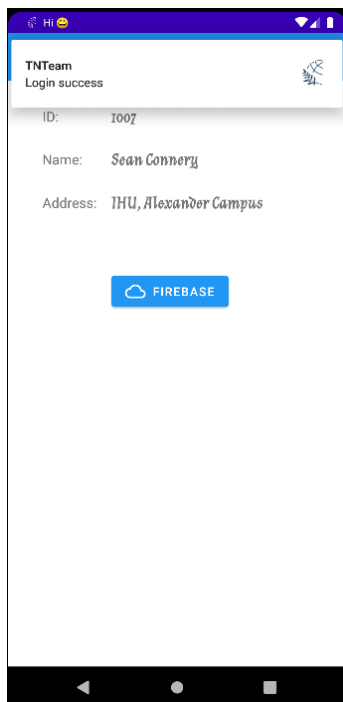 Hi 😄
TNTeam
Login success
ID: 1007
Name: Sean Connery
Address: IHU, Alexander Campus
FIREBASE